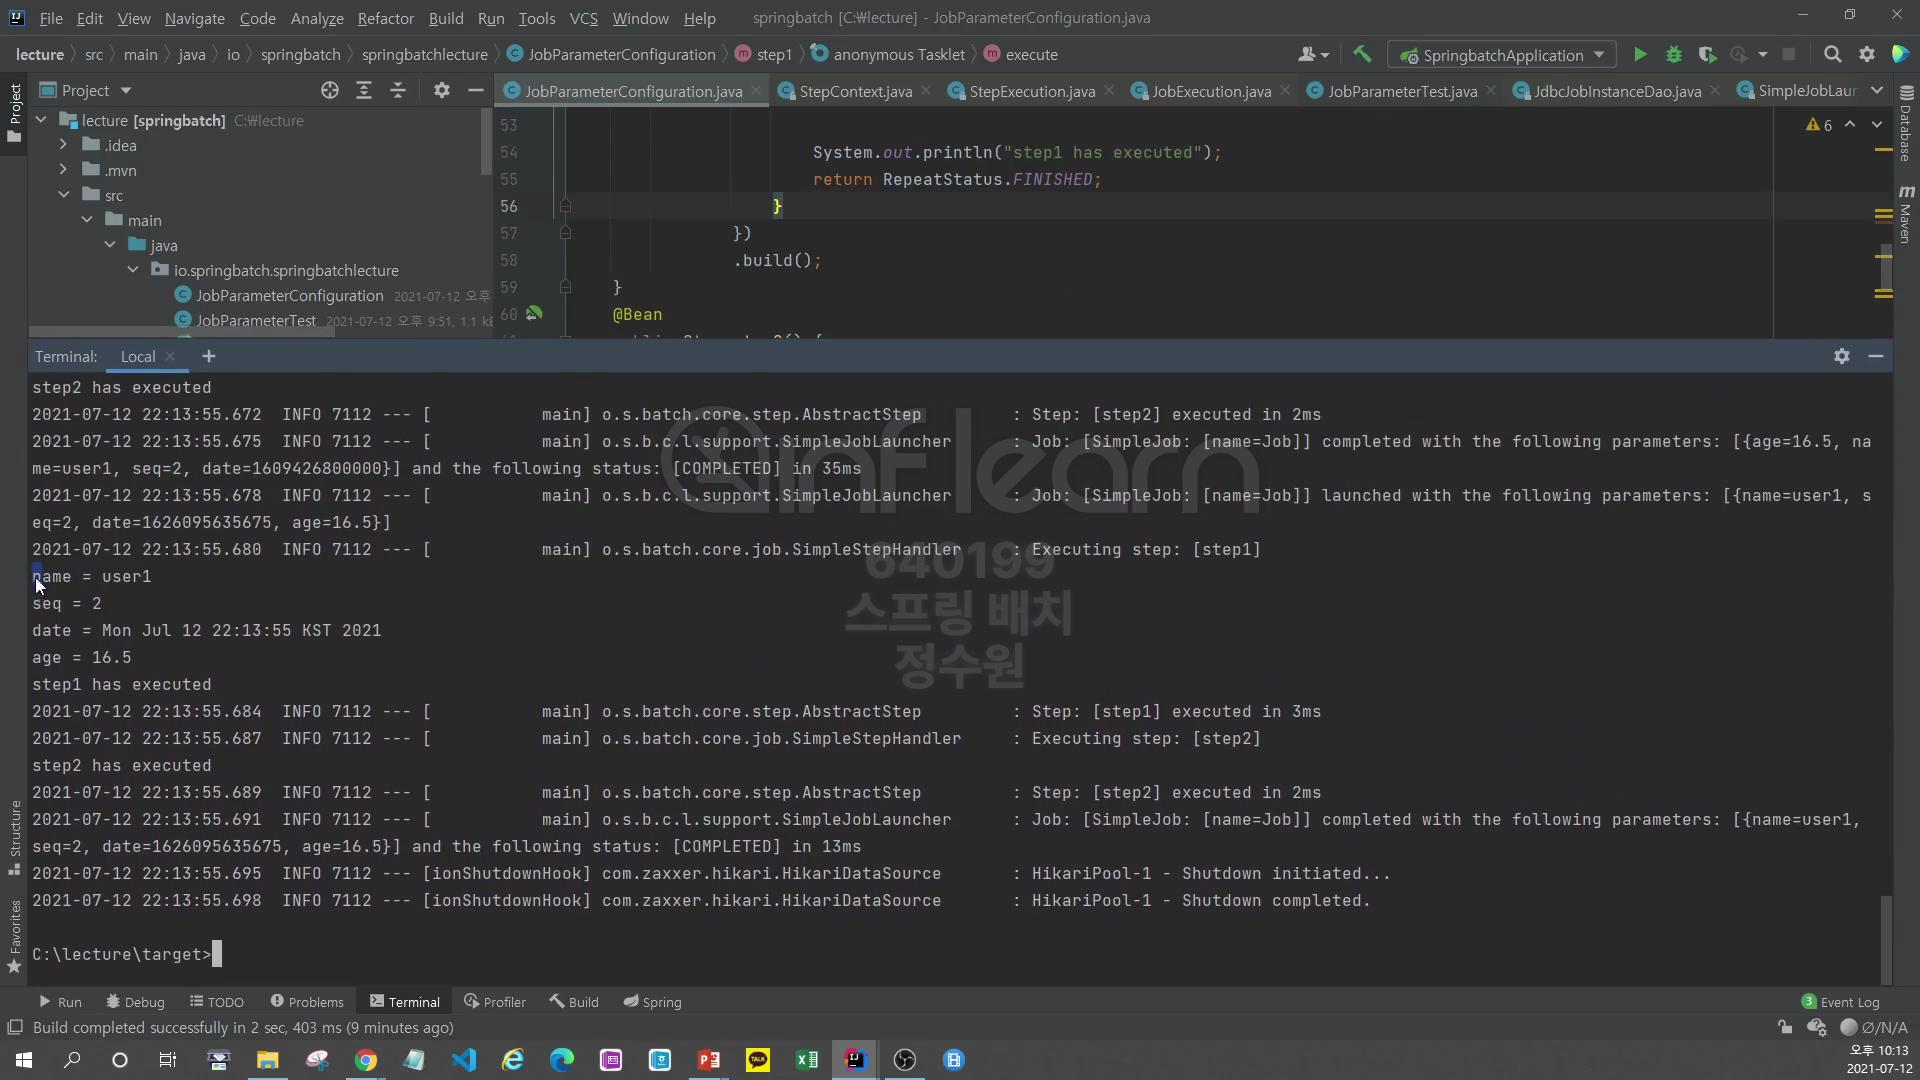 File Edit View Navigate Code Analyze Refactor Build Run Tools VCS Window Help springbatch [C:₩lecture] - JobParameterConfiguration.java
lecture src main java io springbatch springbatchlecture JobParameterConfiguration step1 anonymous Tasklet execute SpringbatchApplication
Project
Project
JobParameterConfiguration.java StepContext.java StepExecution.java JobExecution.java JobParameterTest.java JdbcJobInstanceDao.java SimpleJobLaur
Database
Maven
lecture [springbatch] C:₩lecture
.idea
.mvn
src
main
java
io.springbatch.springbatchlecture
JobParameterConfiguration 2021-07-12 오후
JobParameterTest 2021-07-12 오후 9:51, 1.1 kE
6
53
54 System.out.println("step1 has executed");
55 return RepeatStatus.FINISHED;
56 }
57 })
58 .build();
59 }
60 @Bean
Terminal: Local
step2 has executed
2021-07-12 22:13:55.672 INFO 7112 --- [ main] o.s.batch.core.step.AbstractStep : Step: [step2] executed in 2ms
2021-07-12 22:13:55.675 INFO 7112 --- [ main] o.s.b.c.l.support.SimpleJobLauncher : Job: [SimpleJob: [name=Job]] completed with the following parameters: [{age=16.5, na
me=user1, seq=2, date=1609426800000}] and the following status: [COMPLETED] in 35ms
2021-07-12 22:13:55.678 INFO 7112 --- [ main] o.s.b.c.l.support.SimpleJobLauncher : Job: [SimpleJob: [name=Job]] launched with the following parameters: [{name=user1, s
eq=2, date=1626095635675, age=16.5}]
2021-07-12 22:13:55.680 INFO 7112 --- [ main] o.s.batch.core.job.SimpleStepHandler : Executing step: [step1]
name = user1
seq = 2
date = Mon Jul 12 22:13:55 KST 2021
age = 16.5
step1 has executed
2021-07-12 22:13:55.684 INFO 7112 --- [ main] o.s.batch.core.step.AbstractStep : Step: [step1] executed in 3ms
2021-07-12 22:13:55.687 INFO 7112 --- [ main] o.s.batch.core.job.SimpleStepHandler : Executing step: [step2]
step2 has executed
2021-07-12 22:13:55.689 INFO 7112 --- [ main] o.s.batch.core.step.AbstractStep : Step: [step2] executed in 2ms
2021-07-12 22:13:55.691 INFO 7112 --- [ main] o.s.b.c.l.support.SimpleJobLauncher : Job: [SimpleJob: [name=Job]] completed with the following parameters: [{name=user1,
seq=2, date=1626095635675, age=16.5}] and the following status: [COMPLETED] in 13ms
2021-07-12 22:13:55.695 INFO 7112 --- [ionShutdownHook] com.zaxxer.hikari.HikariDataSource : HikariPool-1 - Shutdown initiated...
2021-07-12 22:13:55.698 INFO 7112 --- [ionShutdownHook] com.zaxxer.hikari.HikariDataSource : HikariPool-1 - Shutdown completed.
C:\lecture\target>
inflearn
640199
스프링 배치
정수원
Structure
Favorites
Run Debug TODO Problems Terminal Profiler Build Spring 3 Event Log
Build completed successfully in 2 sec, 403 ms (9 minutes ago) Ø/N/A
TALK
오후 10:13
2021-07-12